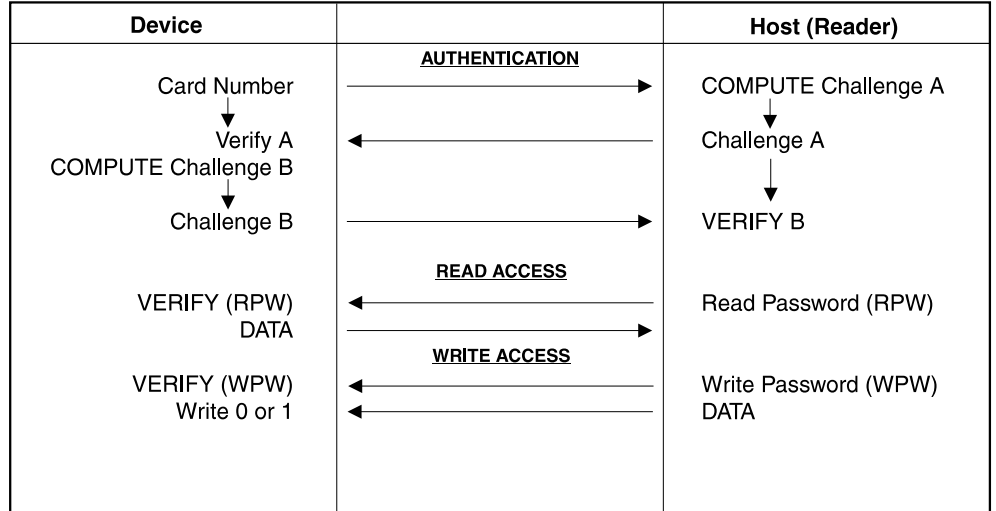 Device Host (Reader)
AUTHENTICATION
Card Number COMPUTE Challenge A
Verify A Challenge A
COMPUTE Challenge B
Challenge B VERIFY B
READ ACCESS
VERIFY (RPW) Read Password (RPW)
DATA
WRITE ACCESS
VERIFY (WPW) Write Password (WPW)
Write 0 or 1 DATA